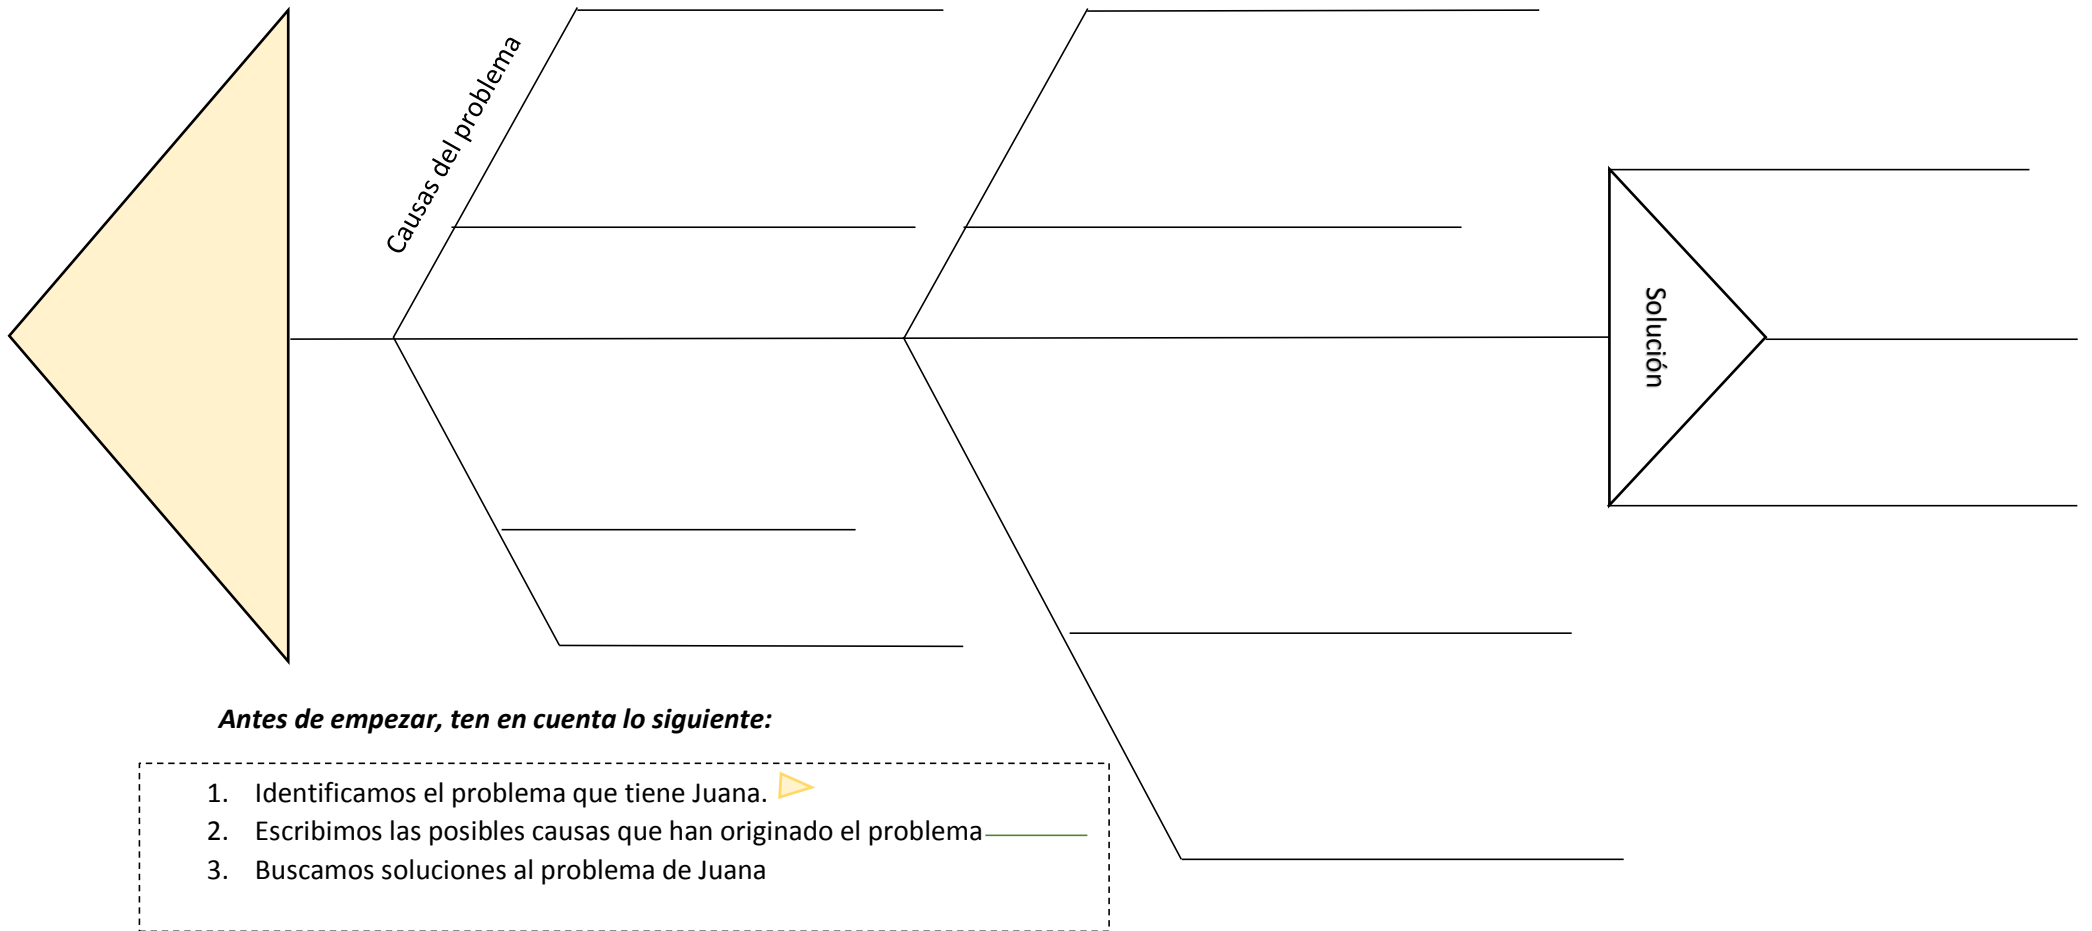 Causas del problema
Solución
Antes de empezar, ten en cuenta lo siguiente:
1. Identificamos el problema que tiene Juana.
2. Escribimos las posibles causas que han originado el problema
3. Buscamos soluciones al problema de Juana